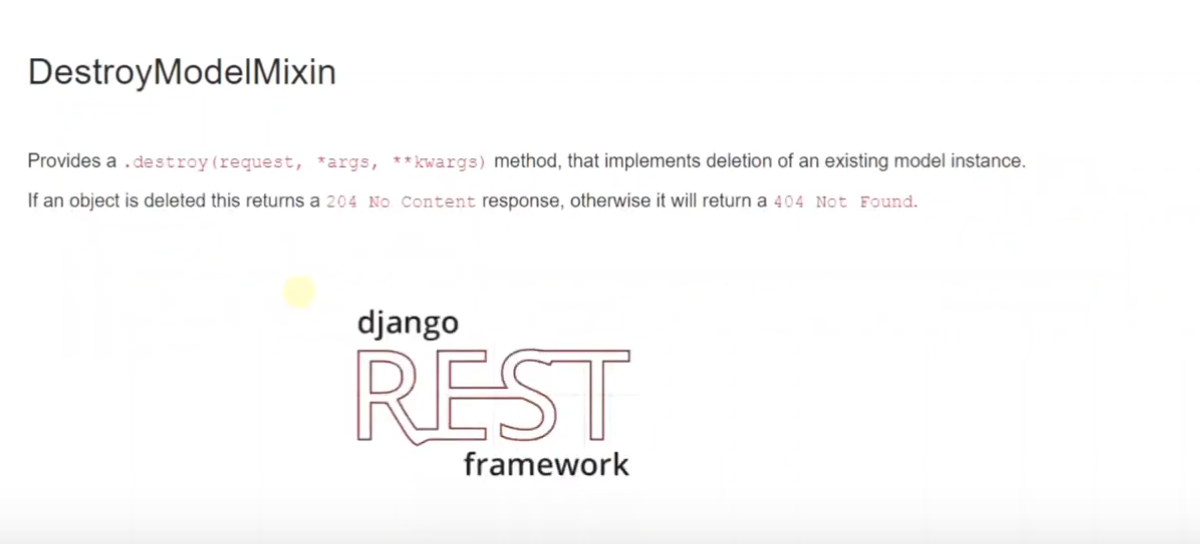 DestroyModelMixin
Provides a .destroy(request, *args, **kwargs) method, that implements deletion of an existing model instance.
If an object is deleted this returns a 204 No Content response, otherwise it will return a 404 Not Found.
django
REST
framework